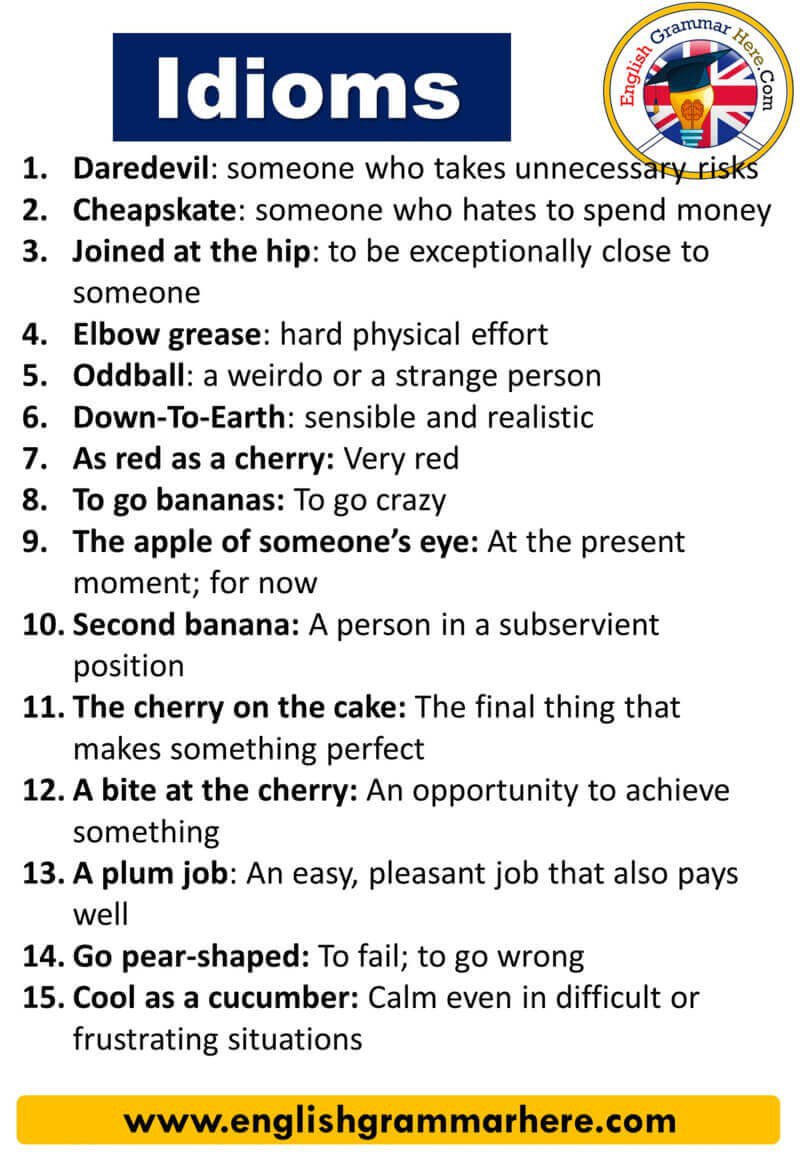 Idioms
English Grammar Here.Com
1. Daredevil: someone who takes unnecessary risks
2. Cheapskate: someone who hates to spend money
3. Joined at the hip: to be exceptionally close to
someone
4. Elbow grease: hard physical effort
5. Oddball: a weirdo or a strange person
6. Down-To-Earth: sensible and realistic
7. As red as a cherry: Very red
8. To go bananas: To go crazy
9. The apple of someone’s eye: At the present
moment; for now
10. Second banana: A person in a subservient
position
11. The cherry on the cake: The final thing that
makes something perfect
12. A bite at the cherry: An opportunity to achieve
something
13. A plum job: An easy, pleasant job that also pays
well
14. Go pear-shaped: To fail; to go wrong
15. Cool as a cucumber: Calm even in difficult or
frustrating situations
www.englishgrammarhere.com